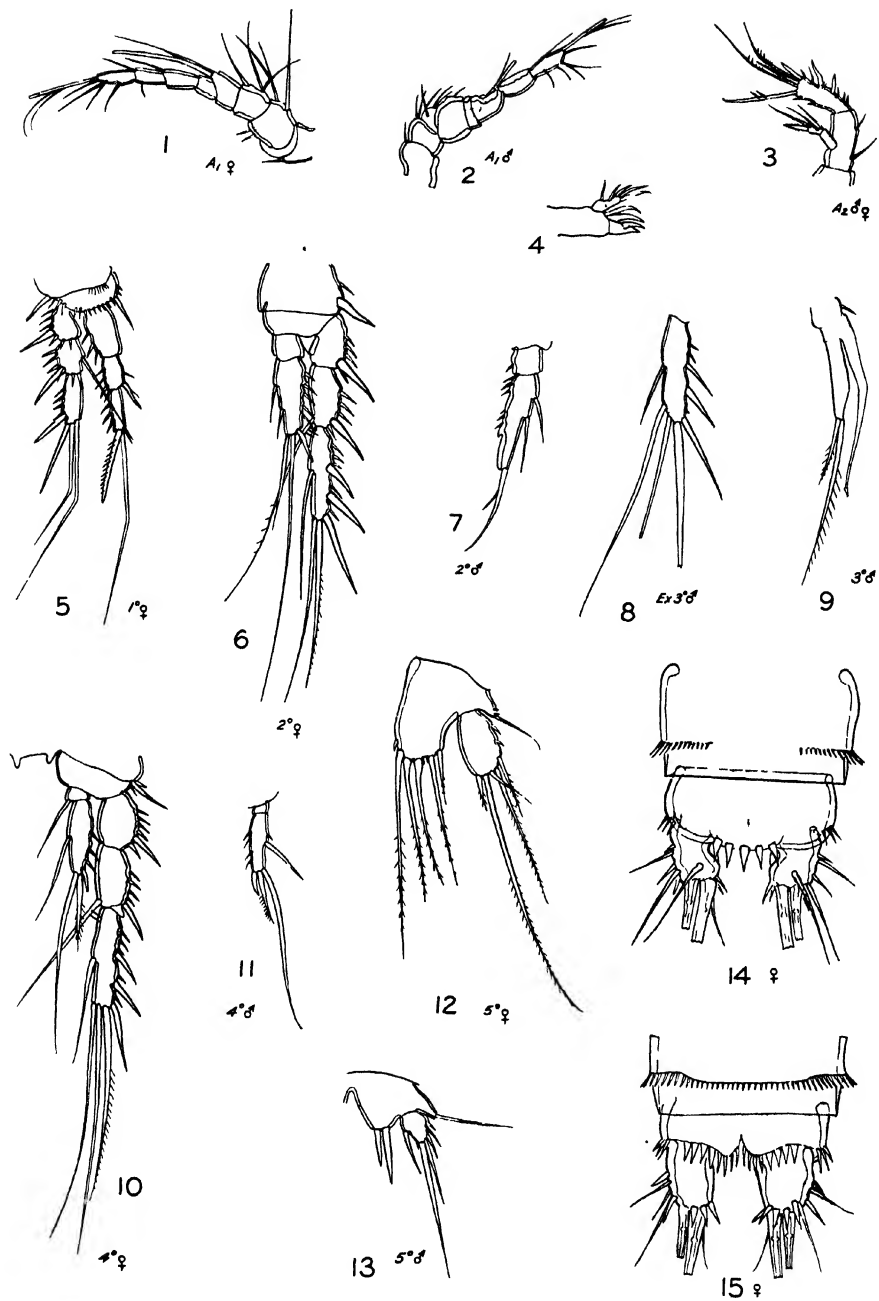 1 A₁ ♀
2 A₁ ♂
3 A₂ ♂ ♀
4
5 1° ♀
6 2° ♀
7 2° ♂
8 Ex 3° ♂
9 3° ♂
10 4° ♀
11 4° ♂
12 5° ♀
13 5° ♂
14 ♀
15 ♀